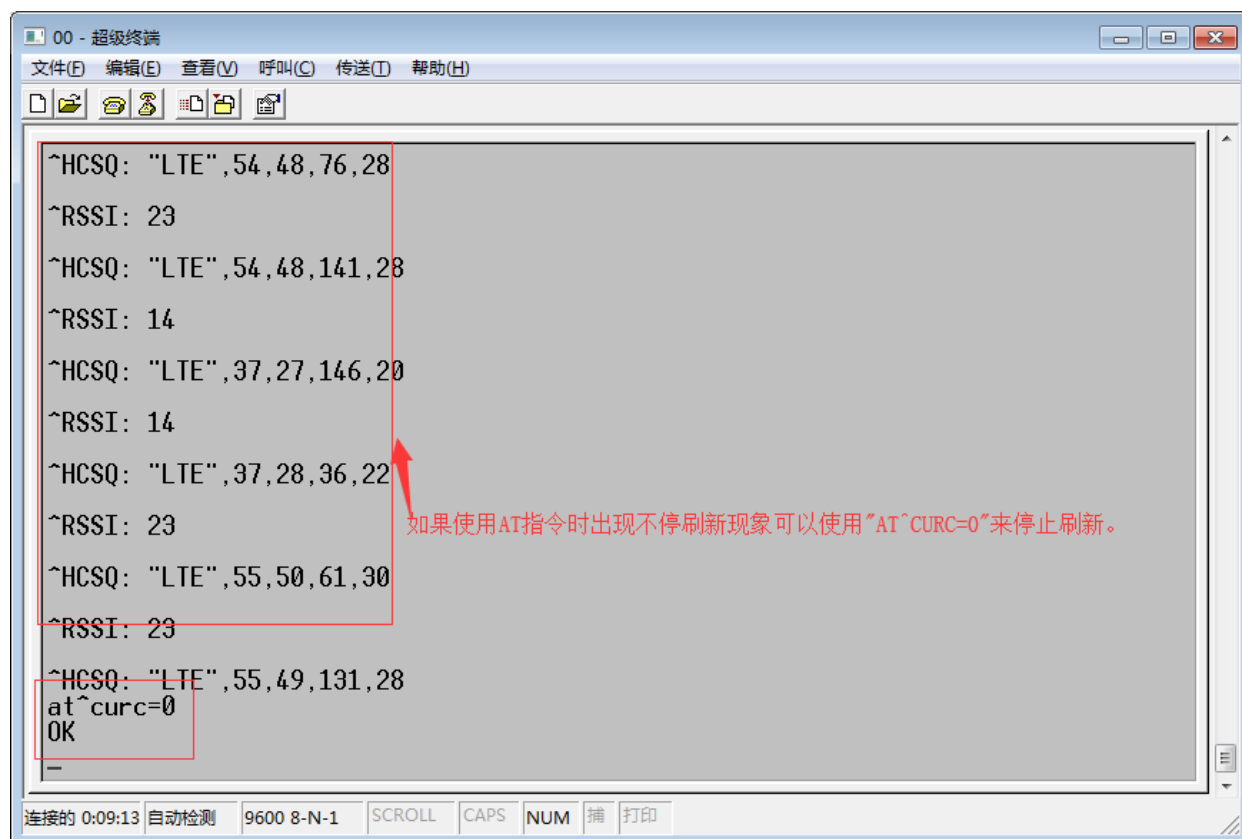 00 - 超级终端
文件(F) 编辑(E) 查看(V) 呼叫(C) 传送(T) 帮助(H)
^HCSQ: "LTE",54,48,76,28
^RSSI: 23
^HCSQ: "LTE",54,48,141,28
^RSSI: 14
^HCSQ: "LTE",37,27,146,20
^RSSI: 14
^HCSQ: "LTE",37,28,36,22
^RSSI: 23
如果使用AT指令时出现不停刷新现象可以使用"AT^CURC=0"来停止刷新。
^HCSQ: "LTE",55,50,61,30
^RSSI: 23
^HCSQ: "LTE",55,49,131,28
at^curc=0
OK
连接的 0:09:13 自动检测 9600 8-N-1 SCROLL CAPS NUM 捕 打印